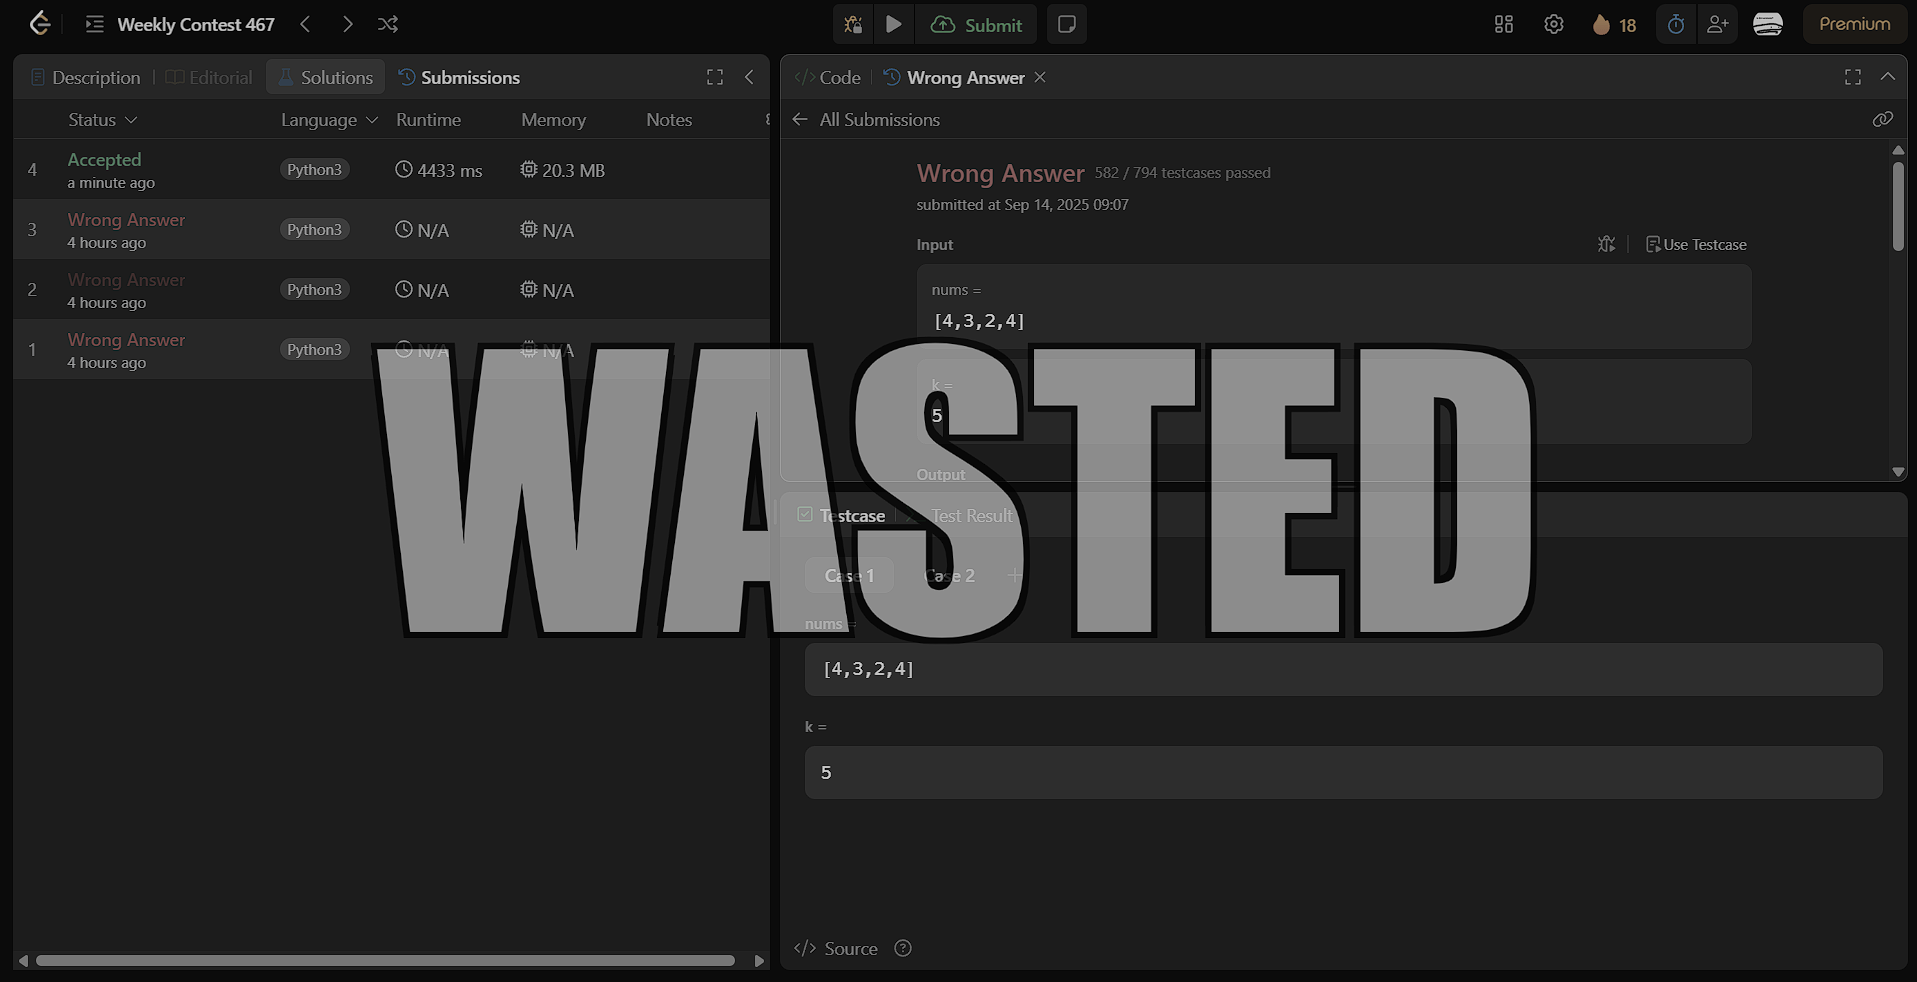 Weekly Contest 467
Submit
18
Premium
Description
Editorial
Solutions
Submissions
Status
Language
Runtime
Memory
Notes
4
Accepted
a minute ago
Python3
4433 ms
20.3 MB
3
Wrong Answer
4 hours ago
Python3
N/A
N/A
2
Wrong Answer
4 hours ago
Python3
N/A
N/A
1
Wrong Answer
4 hours ago
Python3
N/A
N/A
</> Code
Wrong Answer
All Submissions
Wrong Answer 582 / 794 testcases passed
submitted at Sep 14, 2025 09:07
Input
Use Testcase
nums =
[4,3,2,4]
k =
5
Output
WASTED
Testcase
Test Result
Case 1
Case 2
+
nums =
[4,3,2,4]
k =
5
</> Source